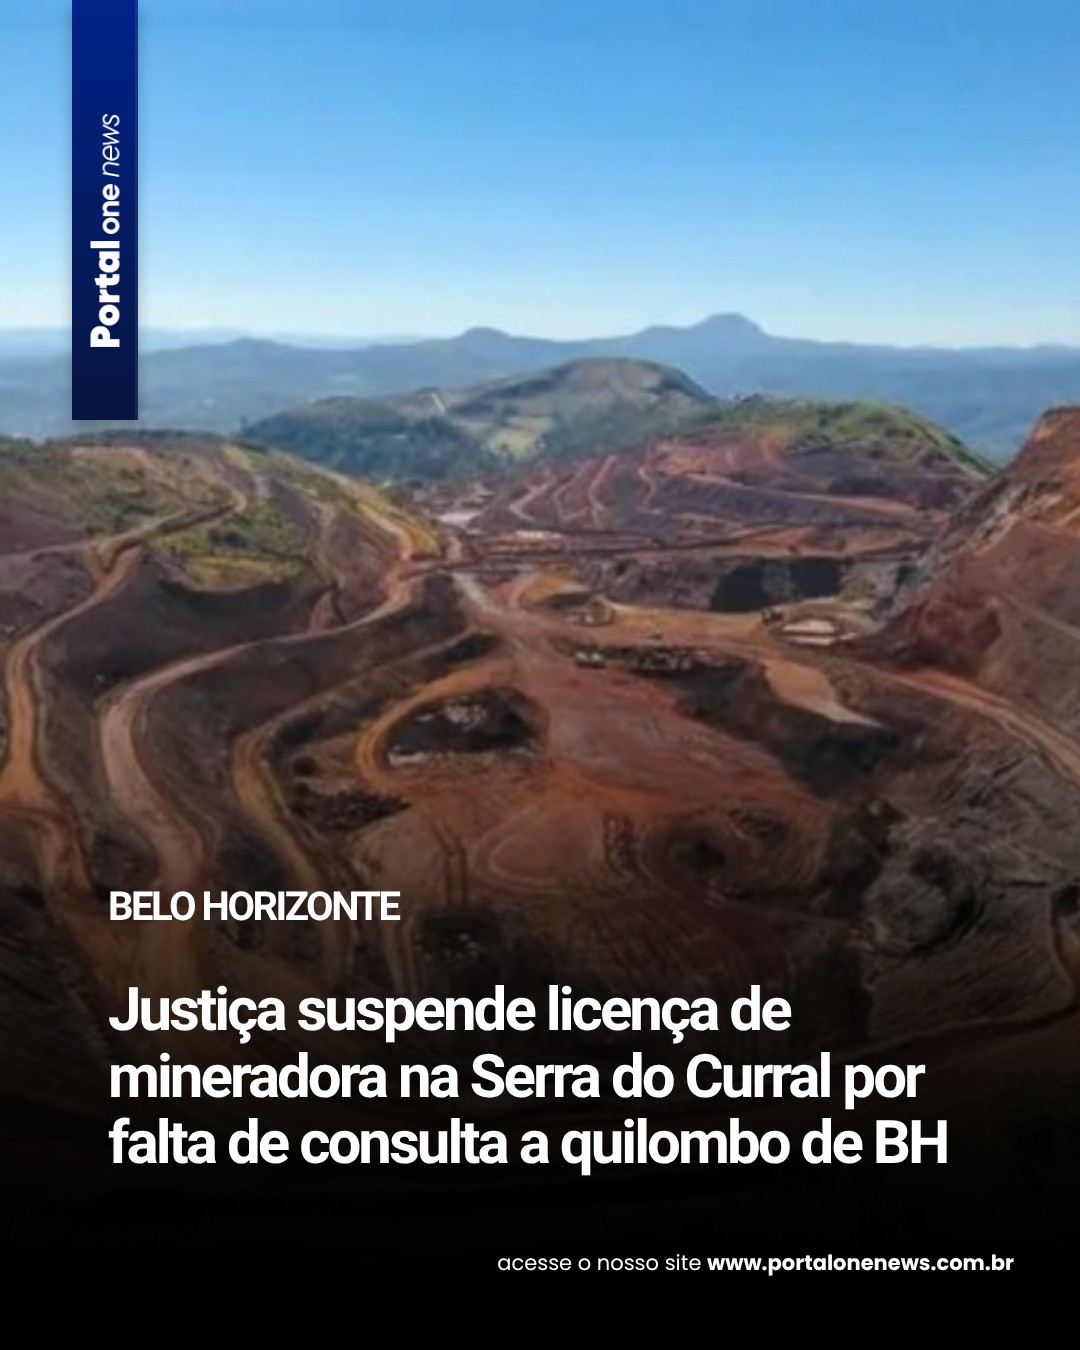 Portal one news
BELO HORIZONTE
Justiça suspende licença de
mineradora na Serra do Curral por
falta de consulta a quilombo de BH
acesse o nosso site www.portalonenews.com.br